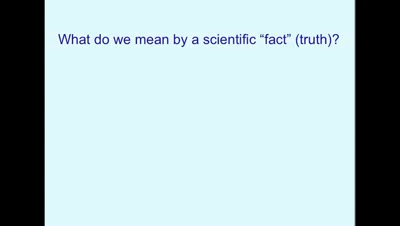 What do we mean by a scientific “fact” (truth)?